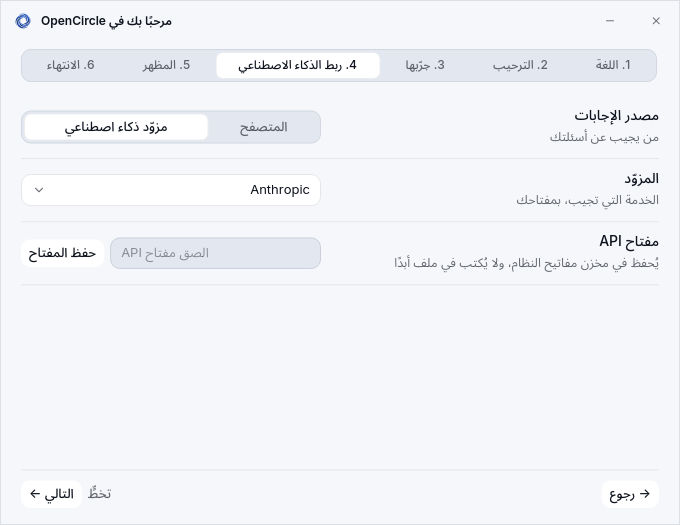 مرحبًا بك في OpenCircle
1. اللغة
2. الترحيب
3. جرّبها
4. ربط الذكاء الاصطناعي
5. المظهر
6. الانتهاء
مصدر الإجابات
من يجيب عن أسئلتك
المتصفح
مزوّد ذكاء اصطناعي
المزوّد
الخدمة التي تجيب، بمفتاحك
Anthropic
مفتاح API
يُحفظ في مخزن مفاتيح النظام، ولا يُكتب في ملف أبدًا
الصق مفتاح API
حفظ المفتاح
→ رجوع
تخطٍّ
التالي ←